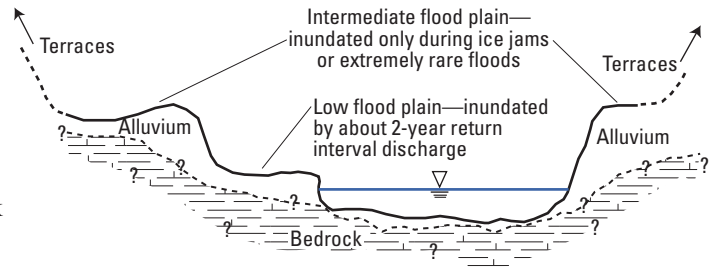 Intermediate flood plain—
inundated only during ice jams
or extremely rare floods
Terraces
Terraces
Low flood plain—inundated
by about 2-year return
interval discharge
Alluvium
Alluvium
Bedrock
?
?
?
?
?
?
?
?
?
?